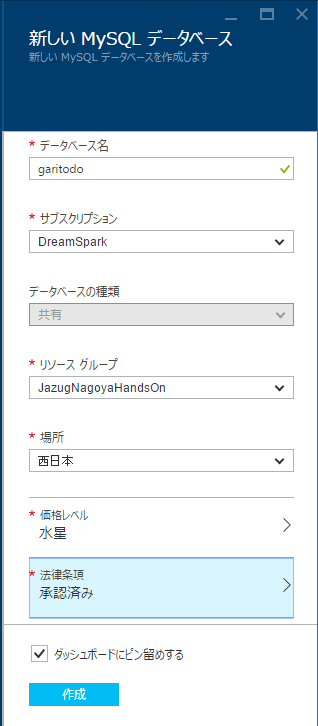 新しい MySQL データベース
新しい MySQL データベースを作成します
* データベース名
garitodo
* サブスクリプション
DreamSpark
データベースの種類
共有
* リソース グループ
JazugNagoyaHandsOn
* 場所
西日本
* 価格レベル
水星
* 法律条項
承認済み
ダッシュボードにピン留めする
作成